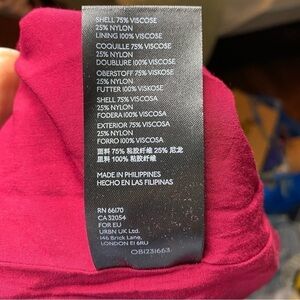 SHELL 75% VISCOSE
25% NYLON
LINING 100% VISCOSE
COQUILLE 75% VISCOSE
25% NYLON
DOUBLURE 100% VISCOSE
OBERSTOFF 75% VISKOSE
25% NYLON
FUTTER 100% VISKOSE
SHELL 75% VISCOSA
25% NYLON
FODERA 100% VISCOSA
EXTERIOR 75% VISCOSA
25% NYLON
FORRO 100% VISCOSA
面料 75% 粘胶纤维 25% 尼龙
里料 100% 粘胶纤维
MADE IN PHILIPPINES
HECHO EN LAS FILIPINAS
RN 66170
CA 32054
FOR EU
URBN UK Ltd.
146 Brick Lane,
LONDON E1 6RU
OB1231663